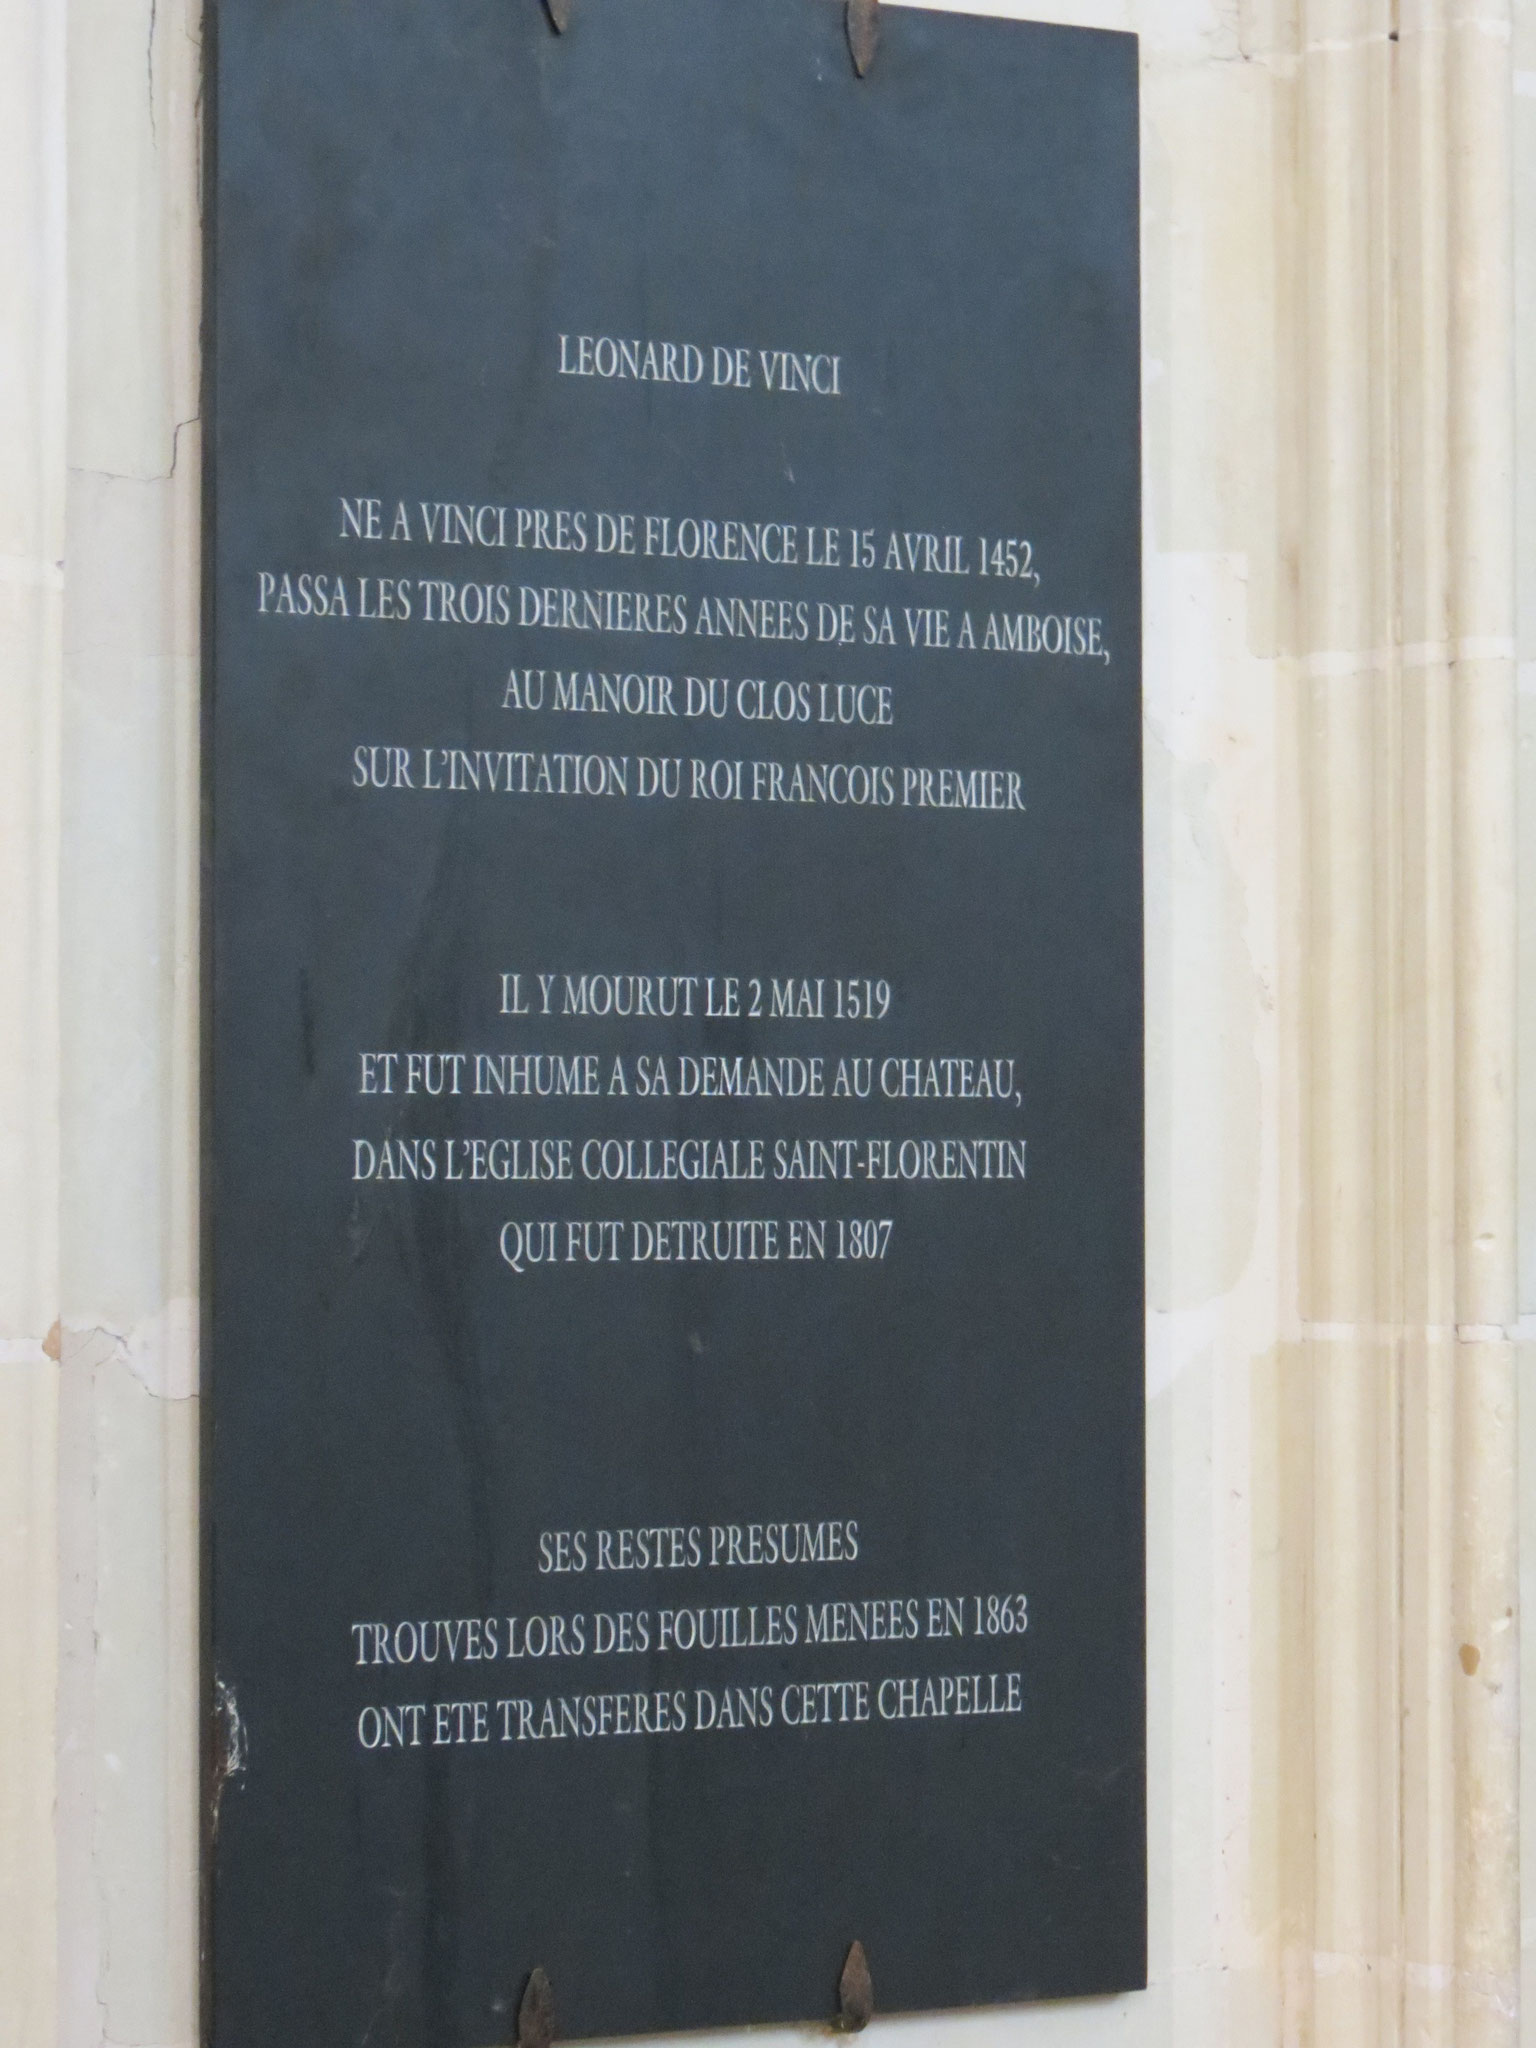 LEONARD DE VINCI
NE A VINCI PRES DE FLORENCE LE 15 AVRIL 1452,
PASSA LES TROIS DERNIERES ANNEES DE SA VIE A AMBOISE,
AU MANOIR DU CLOS LUCE
SUR L'INVITATION DU ROI FRANCOIS PREMIER
IL Y MOURUT LE 2 MAI 1519
ET FUT INHUME A SA DEMANDE AU CHATEAU,
DANS L'EGLISE COLLEGIALE SAINT-FLORENTIN
QUI FUT DETRUITE EN 1807
SES RESTES PRESUMES
TROUVES LORS DES FOUILLES MENEES EN 1863
ONT ETE TRANSFERES DANS CETTE CHAPELLE